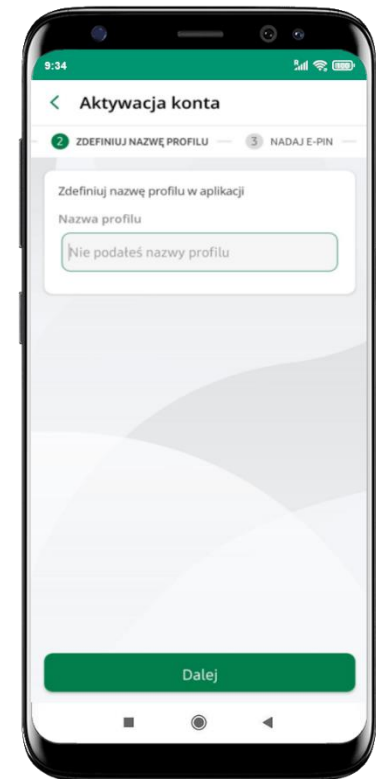 9:34
Aktywacja konta
2 ZDEFINIUJ NAZWĘ PROFILU 3 NADAJ E-PIN
Zdefiniuj nazwę profilu w aplikacji
Nazwa profilu
Nie podałeś nazwy profilu
Dalej